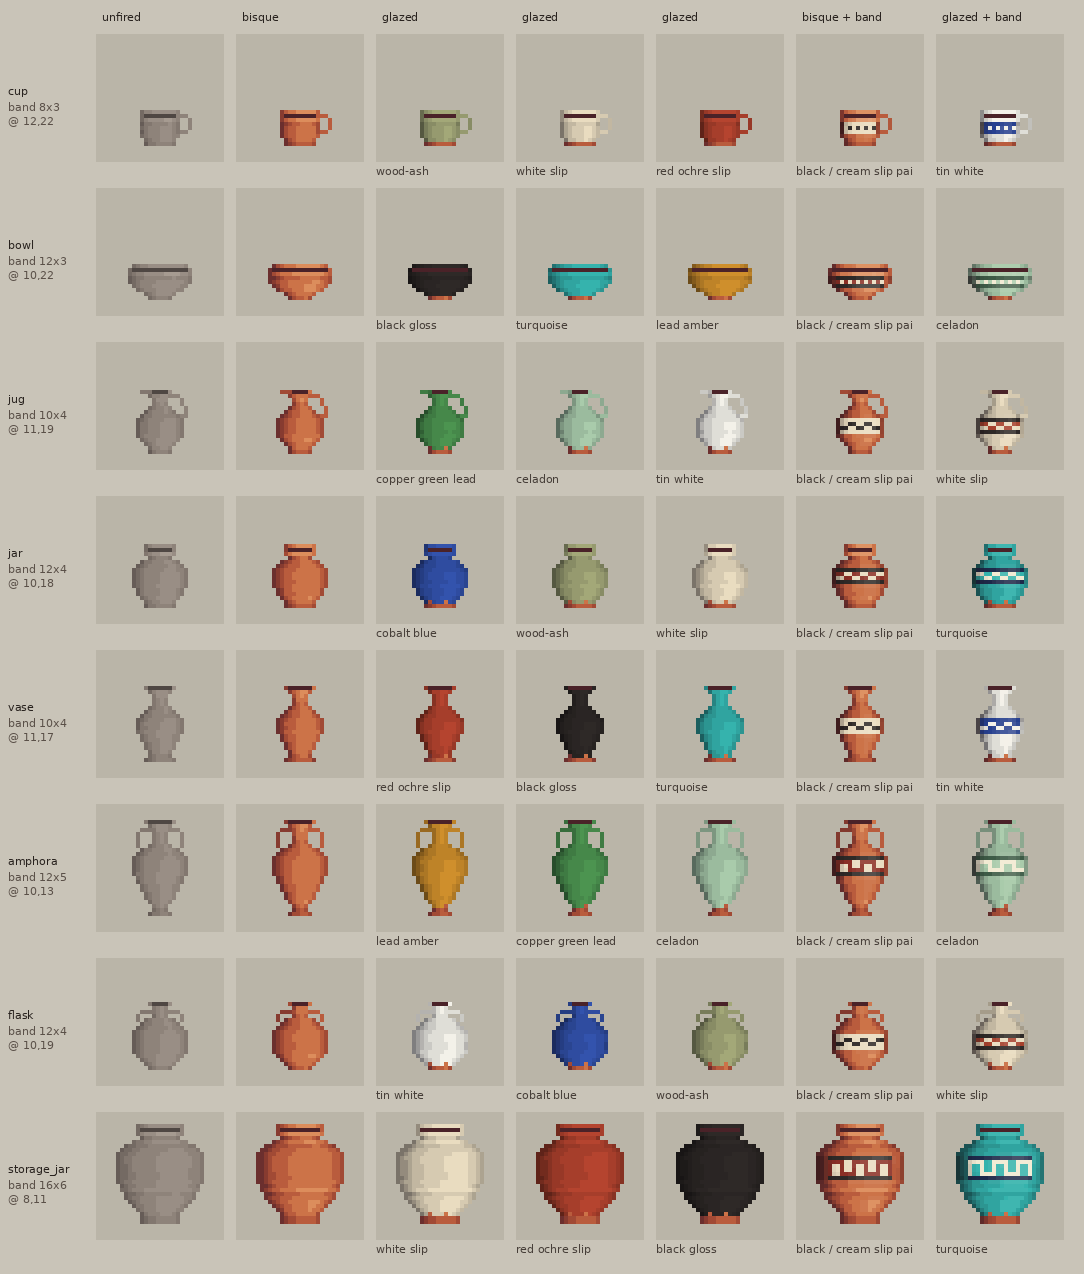 unfired bisque glazed glazed glazed bisque + band glazed + band
cup
band 8x3
@ 12,22
wood-ash white slip red ochre slip black / cream slip pai tin white
bowl
band 12x3
@ 10,22
black gloss turquoise lead amber black / cream slip pai celadon
jug
band 10x4
@ 11,19
copper green lead celadon tin white black / cream slip pai white slip
jar
band 12x4
@ 10,18
cobalt blue wood-ash white slip black / cream slip pai turquoise
vase
band 10x4
@ 11,17
red ochre slip black gloss turquoise black / cream slip pai tin white
amphora
band 12x5
@ 10,13
lead amber copper green lead celadon black / cream slip pai celadon
flask
band 12x4
@ 10,19
tin white cobalt blue wood-ash black / cream slip pai white slip
storage_jar
band 16x6
@ 8,11
white slip red ochre slip black gloss black / cream slip pai turquoise